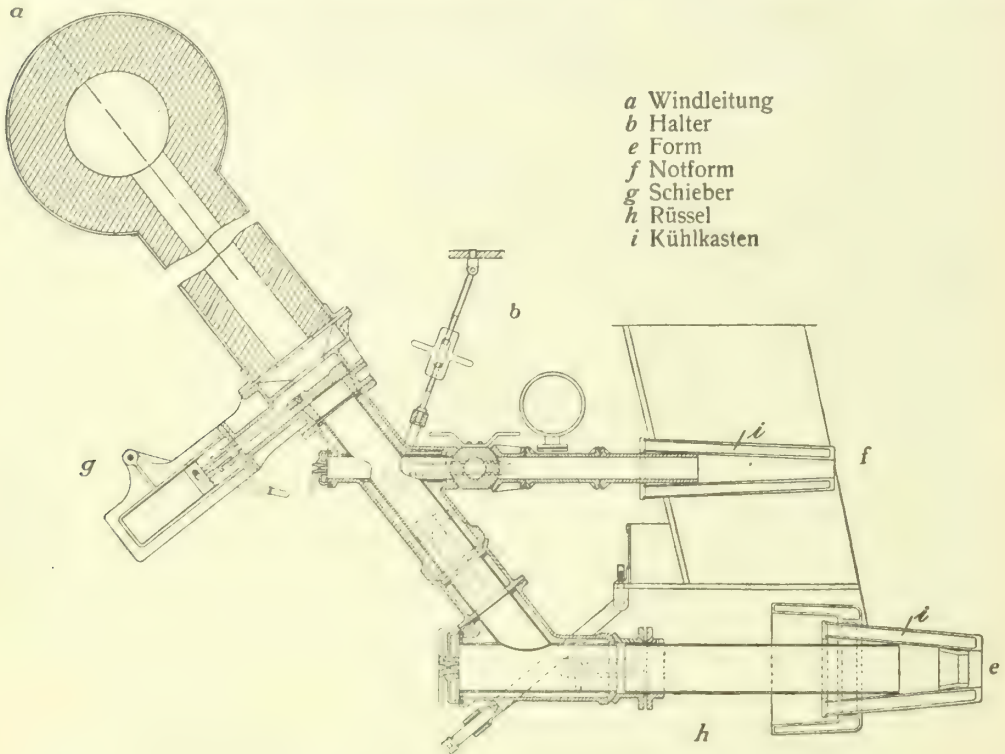 a
a Windleitung
b Halter
e Form
f Notform
g Schieber
h Rüssel
i Kühlkasten
b
i
f
g
i
e
h